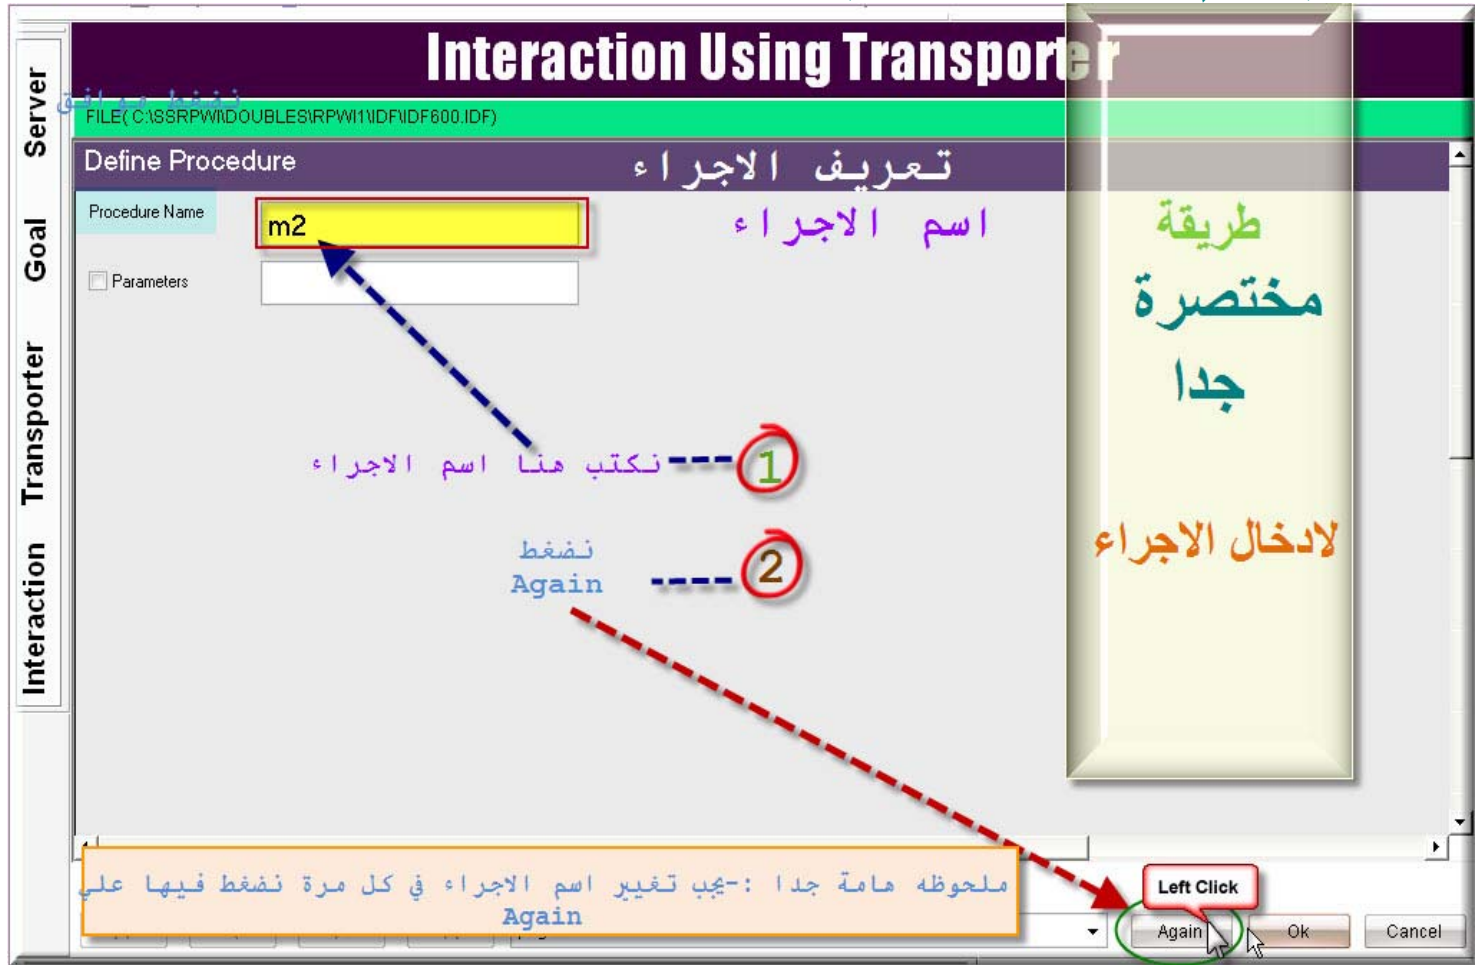 Interaction Using Transporter
نضغط موافق
FILE( C:\SSRPWI\DOUBLES\RPWI1\IDF\IDF600.IDF)
Define Procedure
تعريف الاجراء
Procedure Name
m2
اسم الاجراء
Parameters
Server
Goal
Transporter
Interaction
طريقة
مختصرة
جدا
لادخال الاجراء
1
نكتب هنا اسم الاجراء
2
نضغط
Again
ملحوظه هامة جدا :-يجب تغيير اسم الاجراء في كل مرة نضغط فيها علي
Again
Left Click
Again
Ok
Cancel